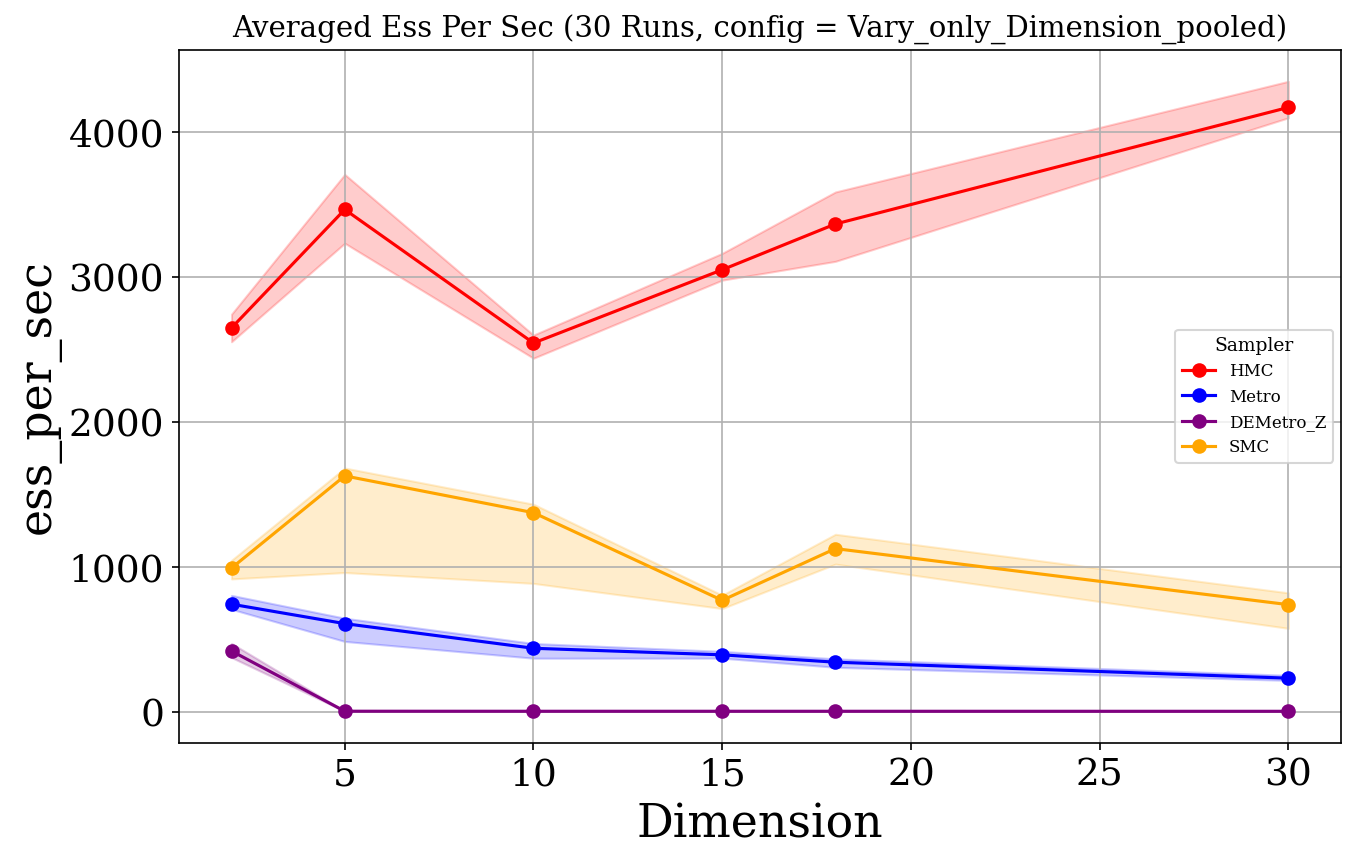 Averaged Ess Per Sec (30 Runs, config = Vary_only_Dimension_pooled)
ess_per_sec
4000
3000
2000
1000
0
Sampler
HMC
Metro
DEMetro_Z
SMC
5 10 15 20 25 30
Dimension